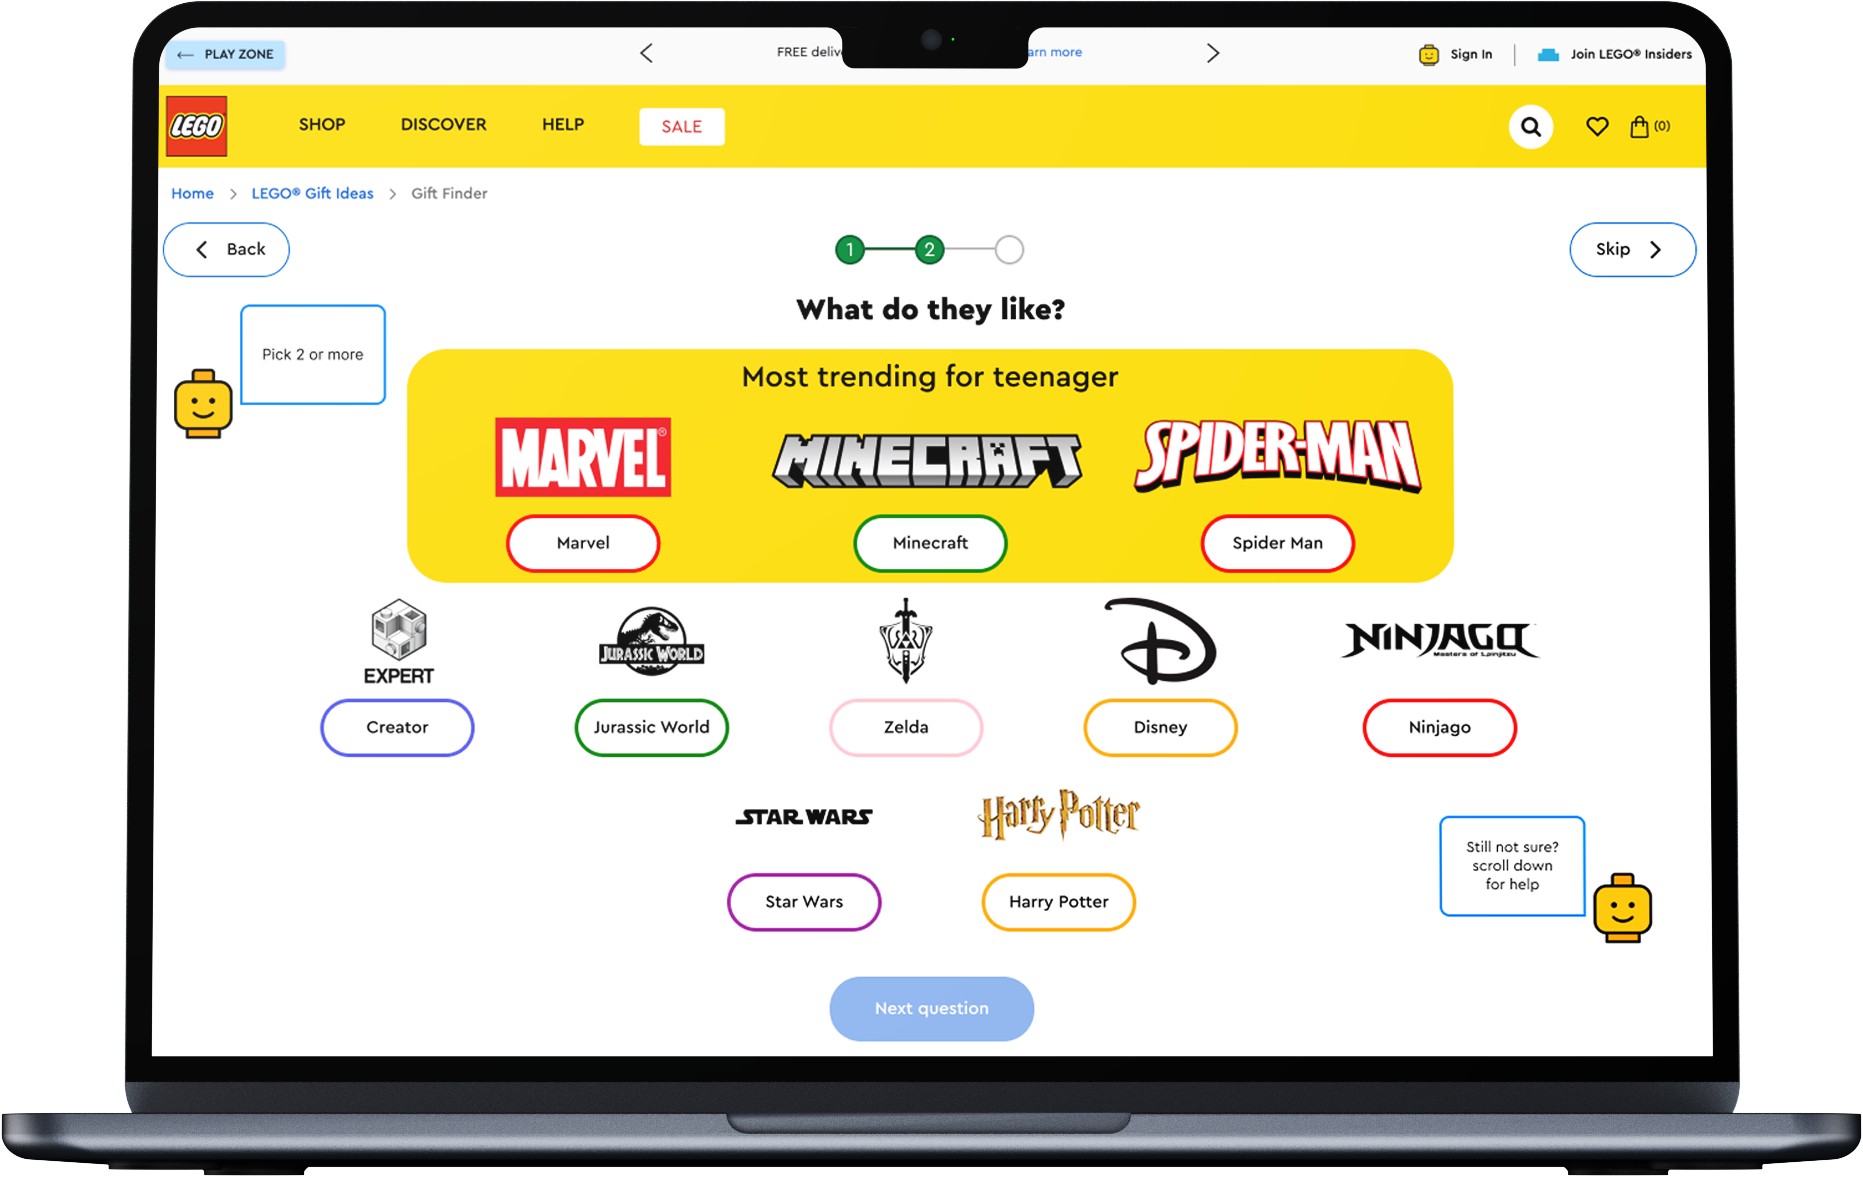 PLAY ZONE
FREE
arn more
Sign In
Join LEGO® Insiders
LEGO
SHOP
DISCOVER
HELP
SALE
(0)
Home > LEGO® Gift Ideas > Gift Finder
Back
1
2
Skip
What do they like?
Pick 2 or more
Most trending for teenager
MARVEL®
MINECRAFT
SPIDER-MAN
Marvel
Minecraft
Spider Man
EXPERT
JURASSIC WORLD
NINJAGO
Masters of Spinjitzu
Creator
Jurassic World
Zelda
Disney
Ninjago
STAR WARS
Harry Potter
Star Wars
Harry Potter
Still not sure?
scroll down
for help
Next question